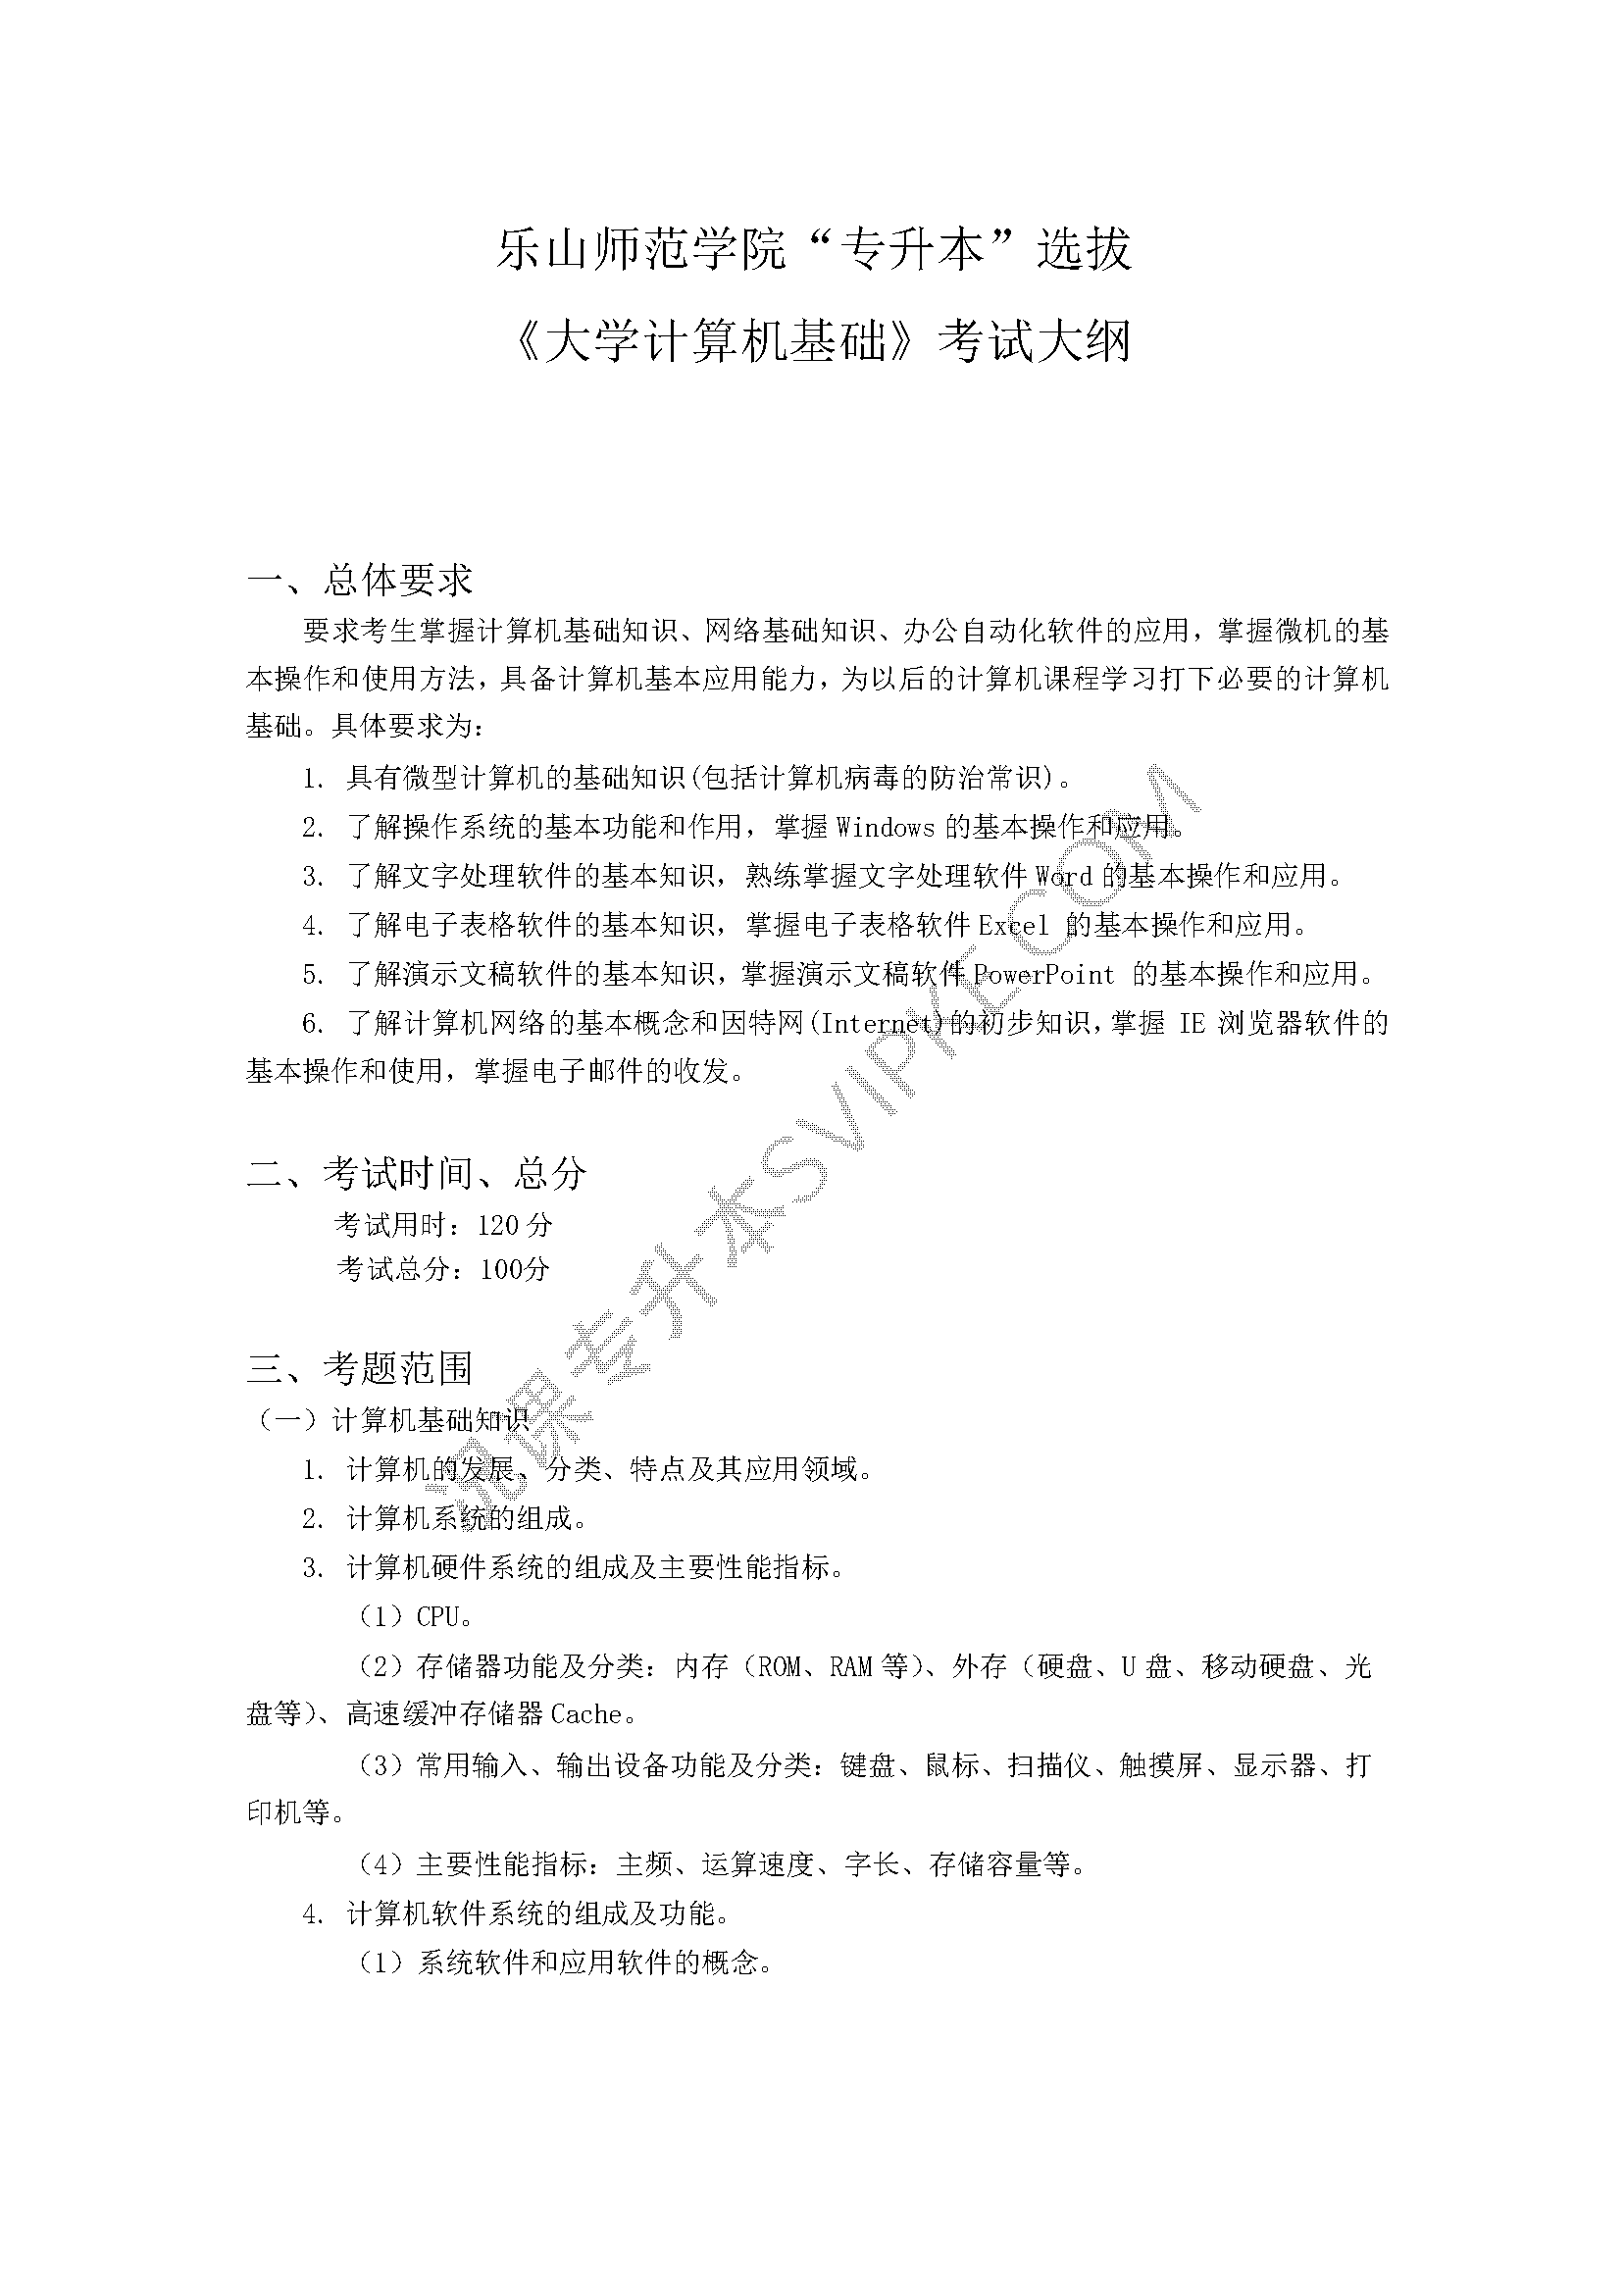 乐山师范学院“专升本”选拔
《大学计算机基础》考试大纲
一、总体要求
要求考生掌握计算机基础知识、网络基础知识、办公自动化软件的应用，掌握微机的基
本操作和使用方法，具备计算机基本应用能力，为以后的计算机课程学习打下必要的计算机
基础。具体要求为：
1. 具有微型计算机的基础知识(包括计算机病毒的防治常识)。
2. 了解操作系统的基本功能和作用，掌握Windows的基本操作和应用。
3. 了解文字处理软件的基本知识，熟练掌握文字处理软件Word的基本操作和应用。
4. 了解电子表格软件的基本知识，掌握电子表格软件Excel 的基本操作和应用。
5. 了解演示文稿软件的基本知识，掌握演示文稿软件PowerPoint 的基本操作和应用。
6. 了解计算机网络的基本概念和因特网(Internet)的初步知识，掌握 IE 浏览器软件的
基本操作和使用，掌握电子邮件的收发。
二、考试时间、总分
考试用时：120 分
考试总分：100分
三、考题范围
（一）计算机基础知识
1. 计算机的发展、分类、特点及其应用领域。
2. 计算机系统的组成。
3. 计算机硬件系统的组成及主要性能指标。
（1）CPU。
（2）存储器功能及分类：内存（ROM、RAM 等）、外存（硬盘、U 盘、移动硬盘、光
盘等）、高速缓冲存储器 Cache。
（3）常用输入、输出设备功能及分类：键盘、鼠标、扫描仪、触摸屏、显示器、打
印机等。
（4）主要性能指标：主频、运算速度、字长、存储容量等。
4. 计算机软件系统的组成及功能。
（1）系统软件和应用软件的概念。
课专升本SVIPKE.COM